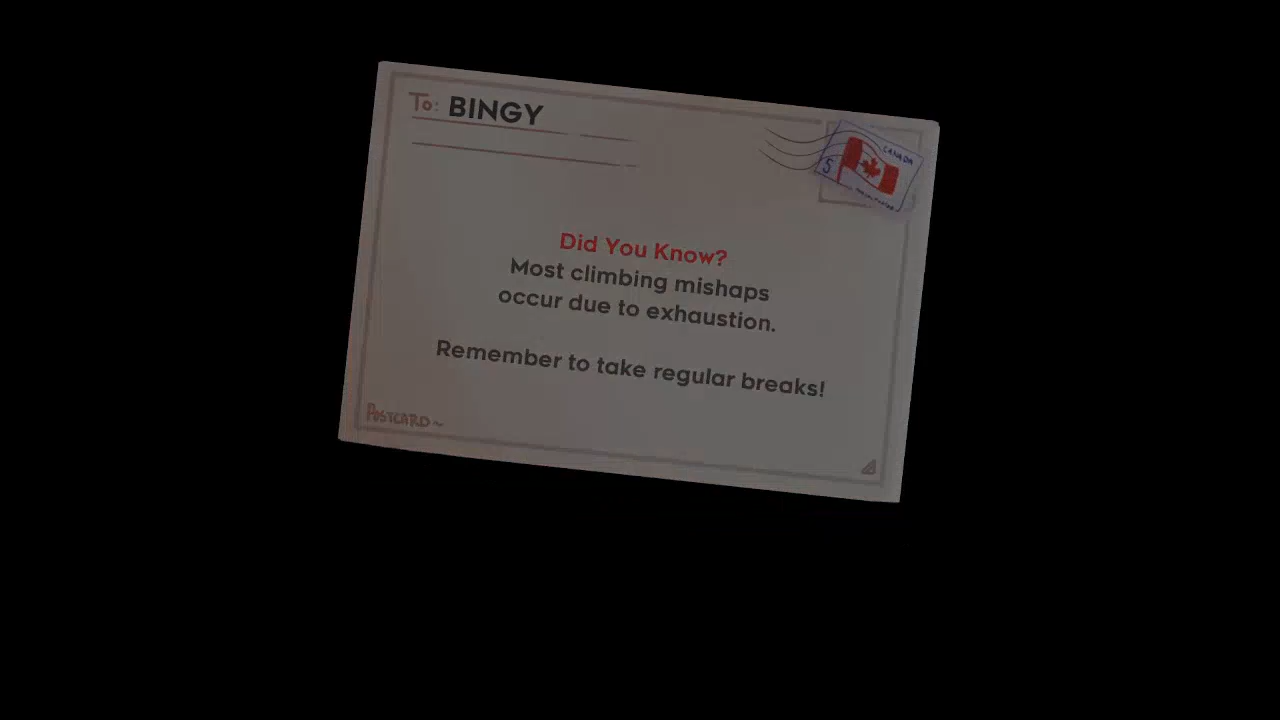 To: BINGY
CANADA
5
Did You Know?
Most climbing mishaps
occur due to exhaustion.
Remember to take regular breaks!
POSTCARD~